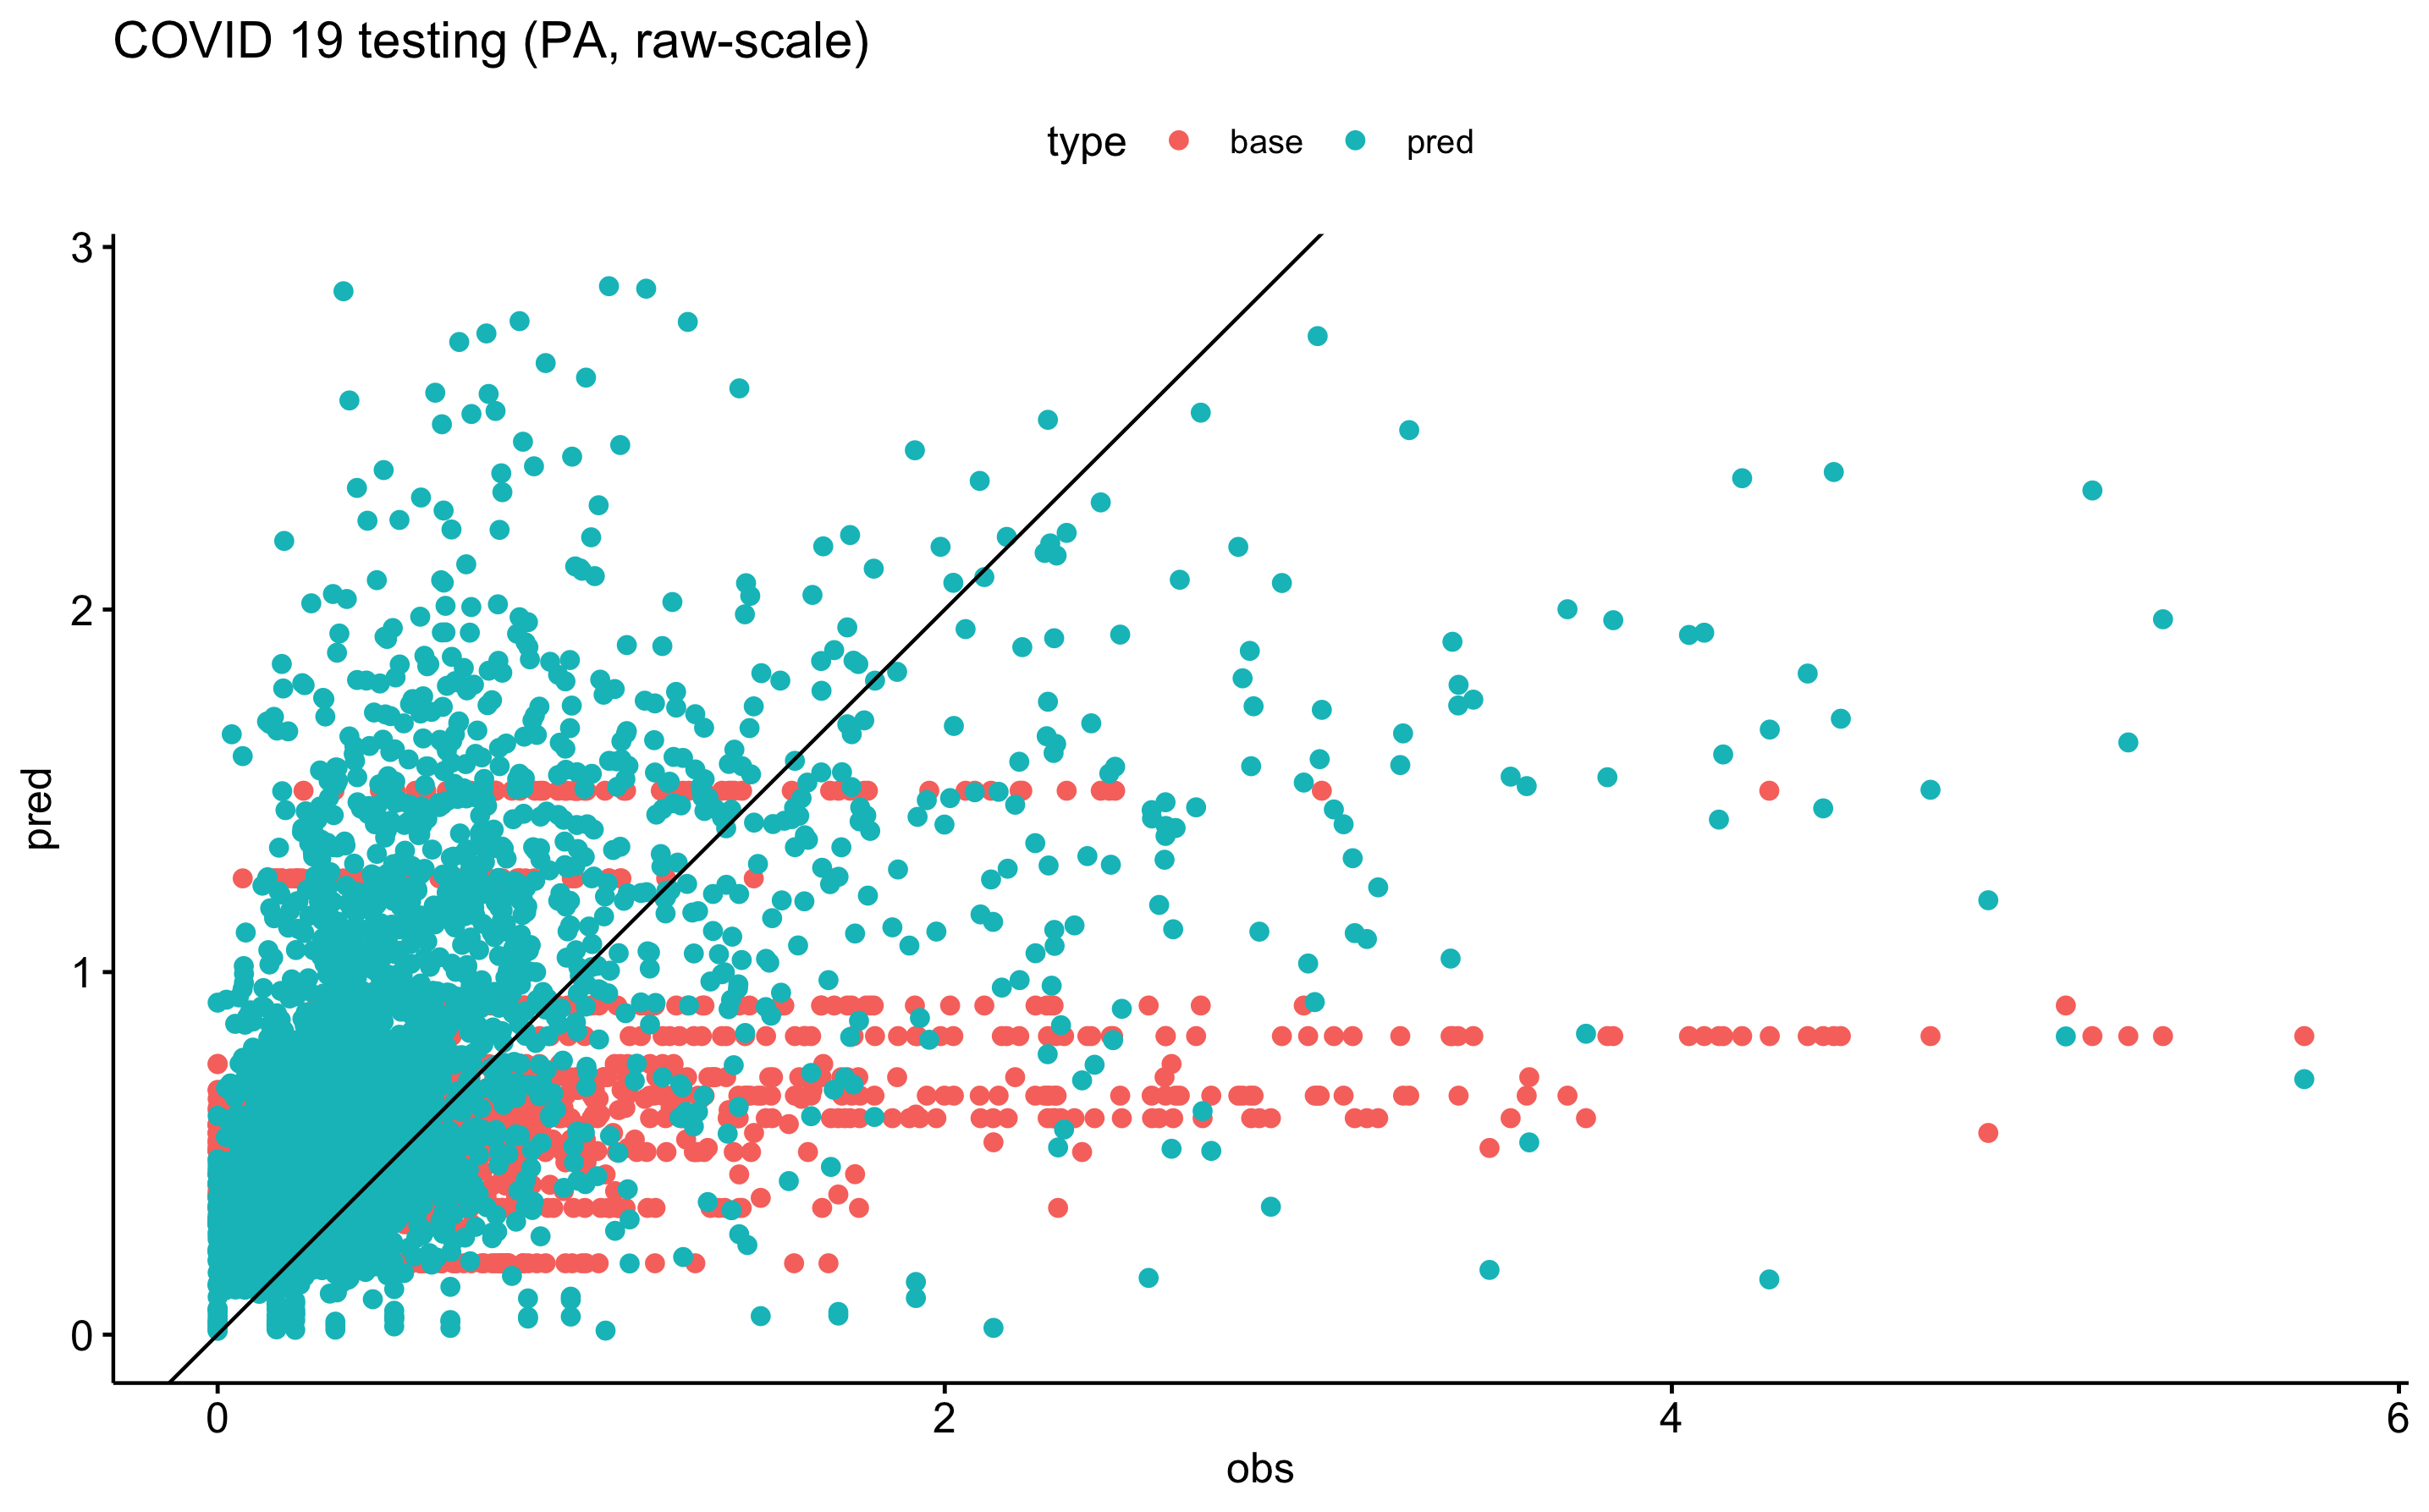 COVID 19 testing (PA, raw-scale)
type base pred
3
2
1
0
pred
0 2 4 6
obs